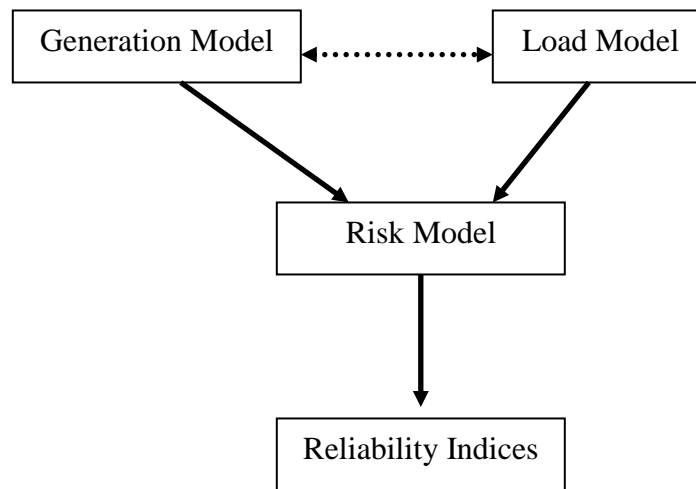 Generation Model
Load Model
Risk Model
Reliability Indices